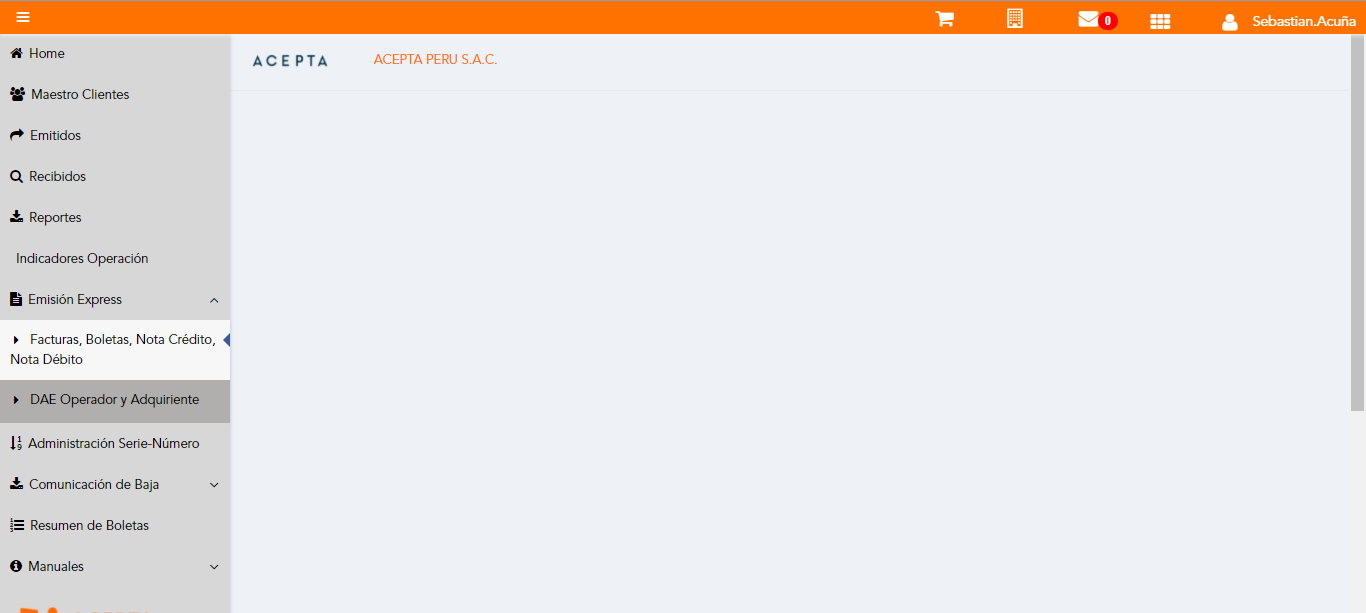 0
Sebastian.Acuña
Home
Maestro Clientes
Emitidos
Recibidos
Reportes
Indicadores Operación
Emisión Express
Facturas, Boletas, Nota Crédito,
Nota Débito
DAE Operador y Adquiriente
Administración Serie-Número
Comunicación de Baja
Resumen de Boletas
Manuales
ACEPTA
ACEPTA PERU S.A.C.